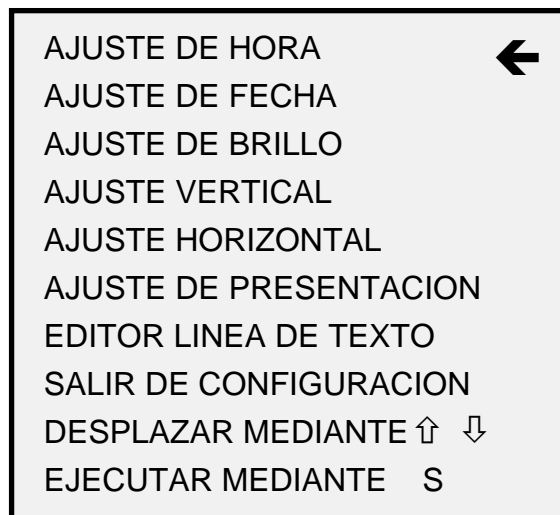 AJUSTE DE HORA
AJUSTE DE FECHA
AJUSTE DE BRILLO
AJUSTE VERTICAL
AJUSTE HORIZONTAL
AJUSTE DE PRESENTACION
EDITOR LINEA DE TEXTO
SALIR DE CONFIGURACION
DESPLAZAR MEDIANTE ⇧ ⇩
EJECUTAR MEDIANTE S